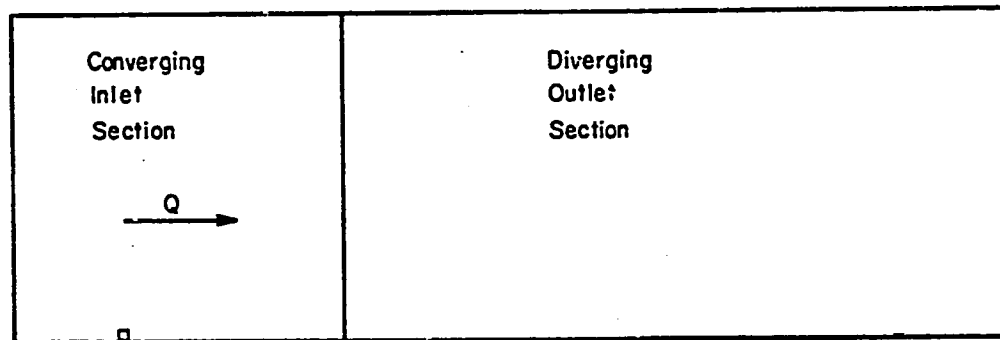 Converging
Inlet
Section
Diverging
Outlet
Section
Q